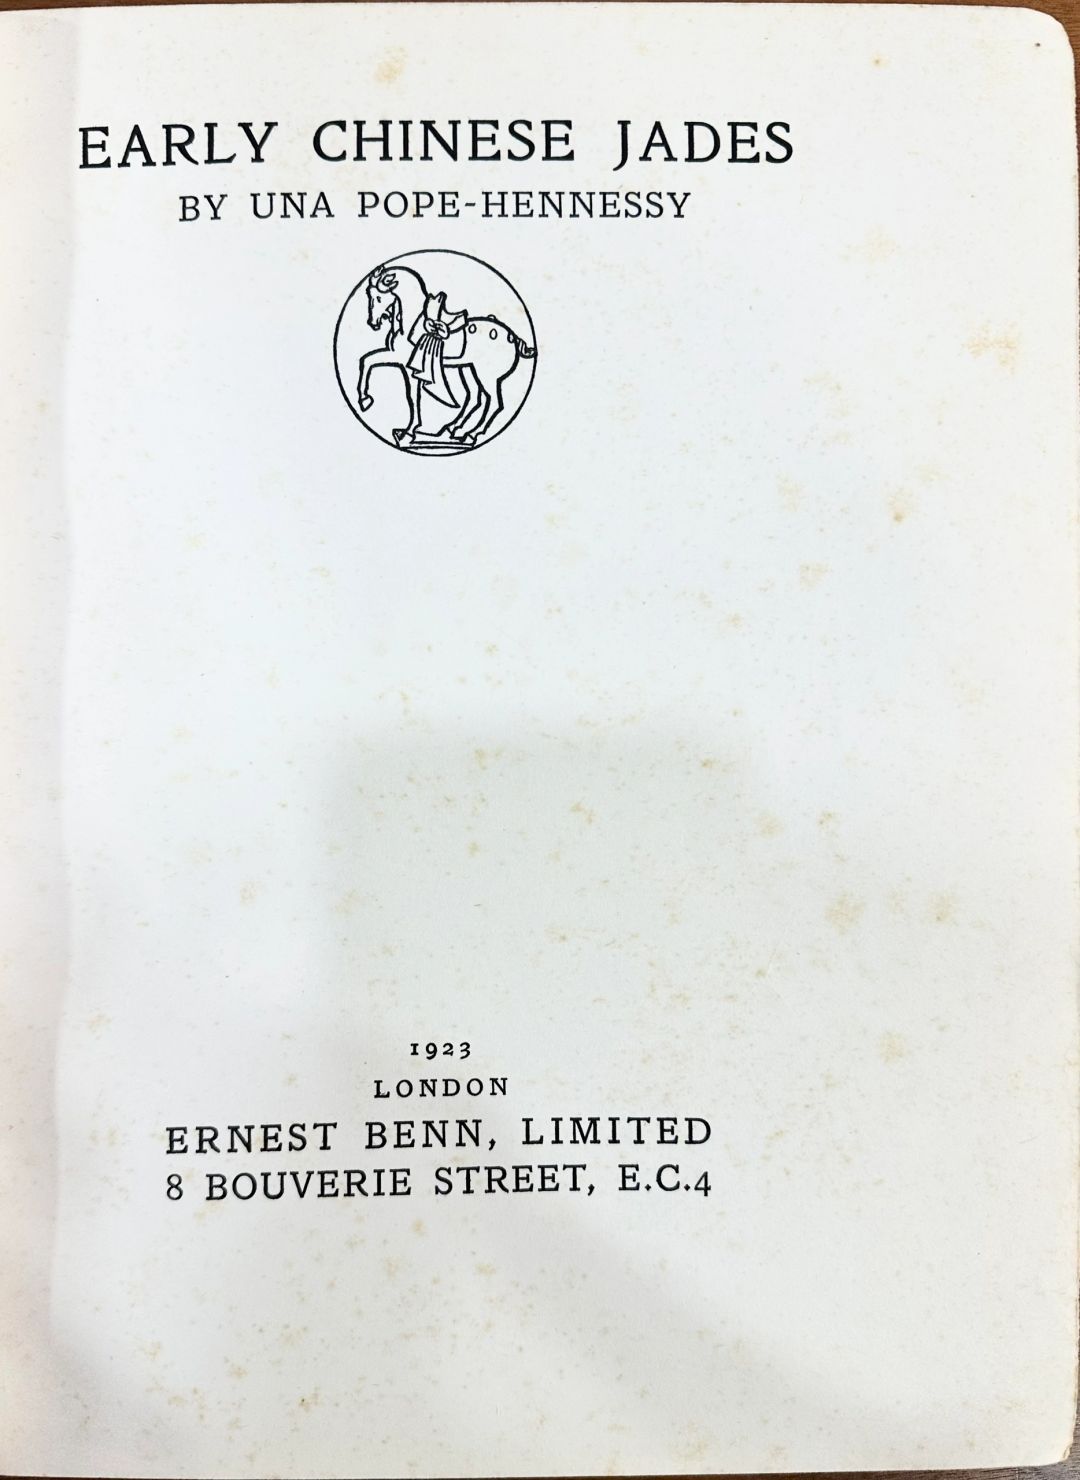 EARLY CHINESE JADES
BY UNA POPE-HENNESSY
1923
LONDON
ERNEST BENN, LIMITED
8 BOUVERIE STREET, E.C.4